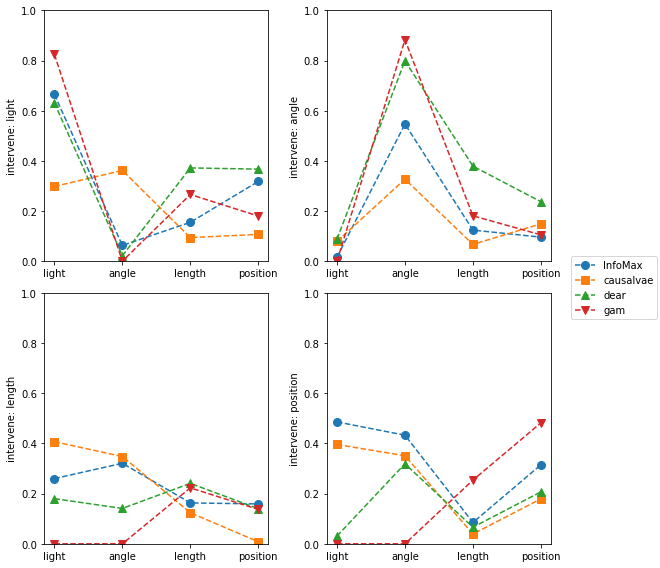 1.0
0.8
0.6
0.4
0.2
0.0
intervene: light
light angle length position
1.0
0.8
0.6
0.4
0.2
0.0
intervene: angle
light angle length position
InfoMax
causalvae
dear
gam
1.0
0.8
0.6
0.4
0.2
0.0
intervene: length
light angle length position
1.0
0.8
0.6
0.4
0.2
0.0
intervene: position
light angle length position